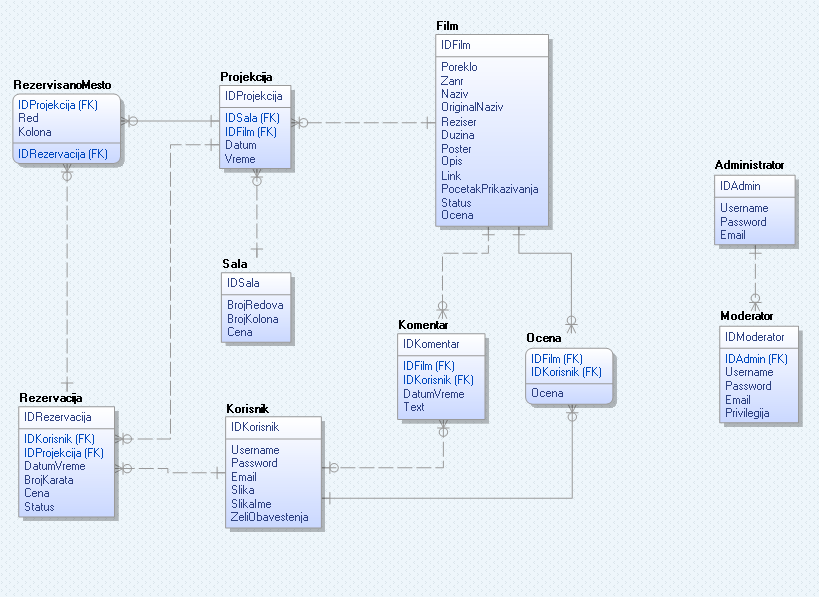 Film
IDFilm
Poreklo
Zanr
Naziv
OriginalNaziv
Reziser
Duzina
Poster
Opis
Link
PocetakPrikazivanja
Status
Ocena
Projekcija
IDProjekcija
IDSala (FK)
IDFilm (FK)
Datum
Vreme
RezervisanoMesto
IDProjekcija (FK)
Red
Kolona
IDRezervacija (FK)
Administrator
IDAdmin
Username
Password
Email
Sala
IDSala
BrojRedova
BrojKolona
Cena
Moderator
IDModerator
IDAdmin (FK)
Username
Password
Email
Privilegija
Komentar
IDKomentar
IDFilm (FK)
IDKorisnik (FK)
DatumVreme
Text
Ocena
IDFilm (FK)
IDKorisnik (FK)
Ocena
Rezervacija
IDRezervacija
IDKorisnik (FK)
IDProjekcija (FK)
DatumVreme
BrojKarata
Cena
Status
Korisnik
IDKorisnik
Username
Password
Email
Slika
SlikaIme
ZeliObavestenja